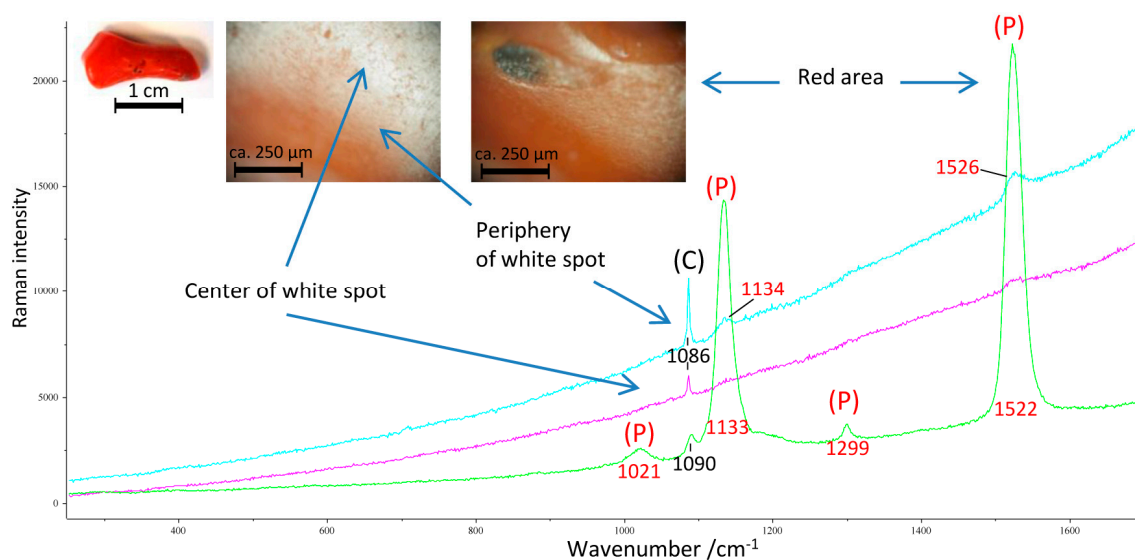 1 cm
ca. 250 µm
ca. 250 µm
Red area
(P)
(P)
1526
Periphery
of white spot
(C)
Center of white spot
1134
1086
(P)
(P)
1021
1090
1133
1299
1522
Raman intensity
20000
15000
10000
5000
0
400
600
800
1000
1200
1400
1600
Wavenumber /cm⁻¹